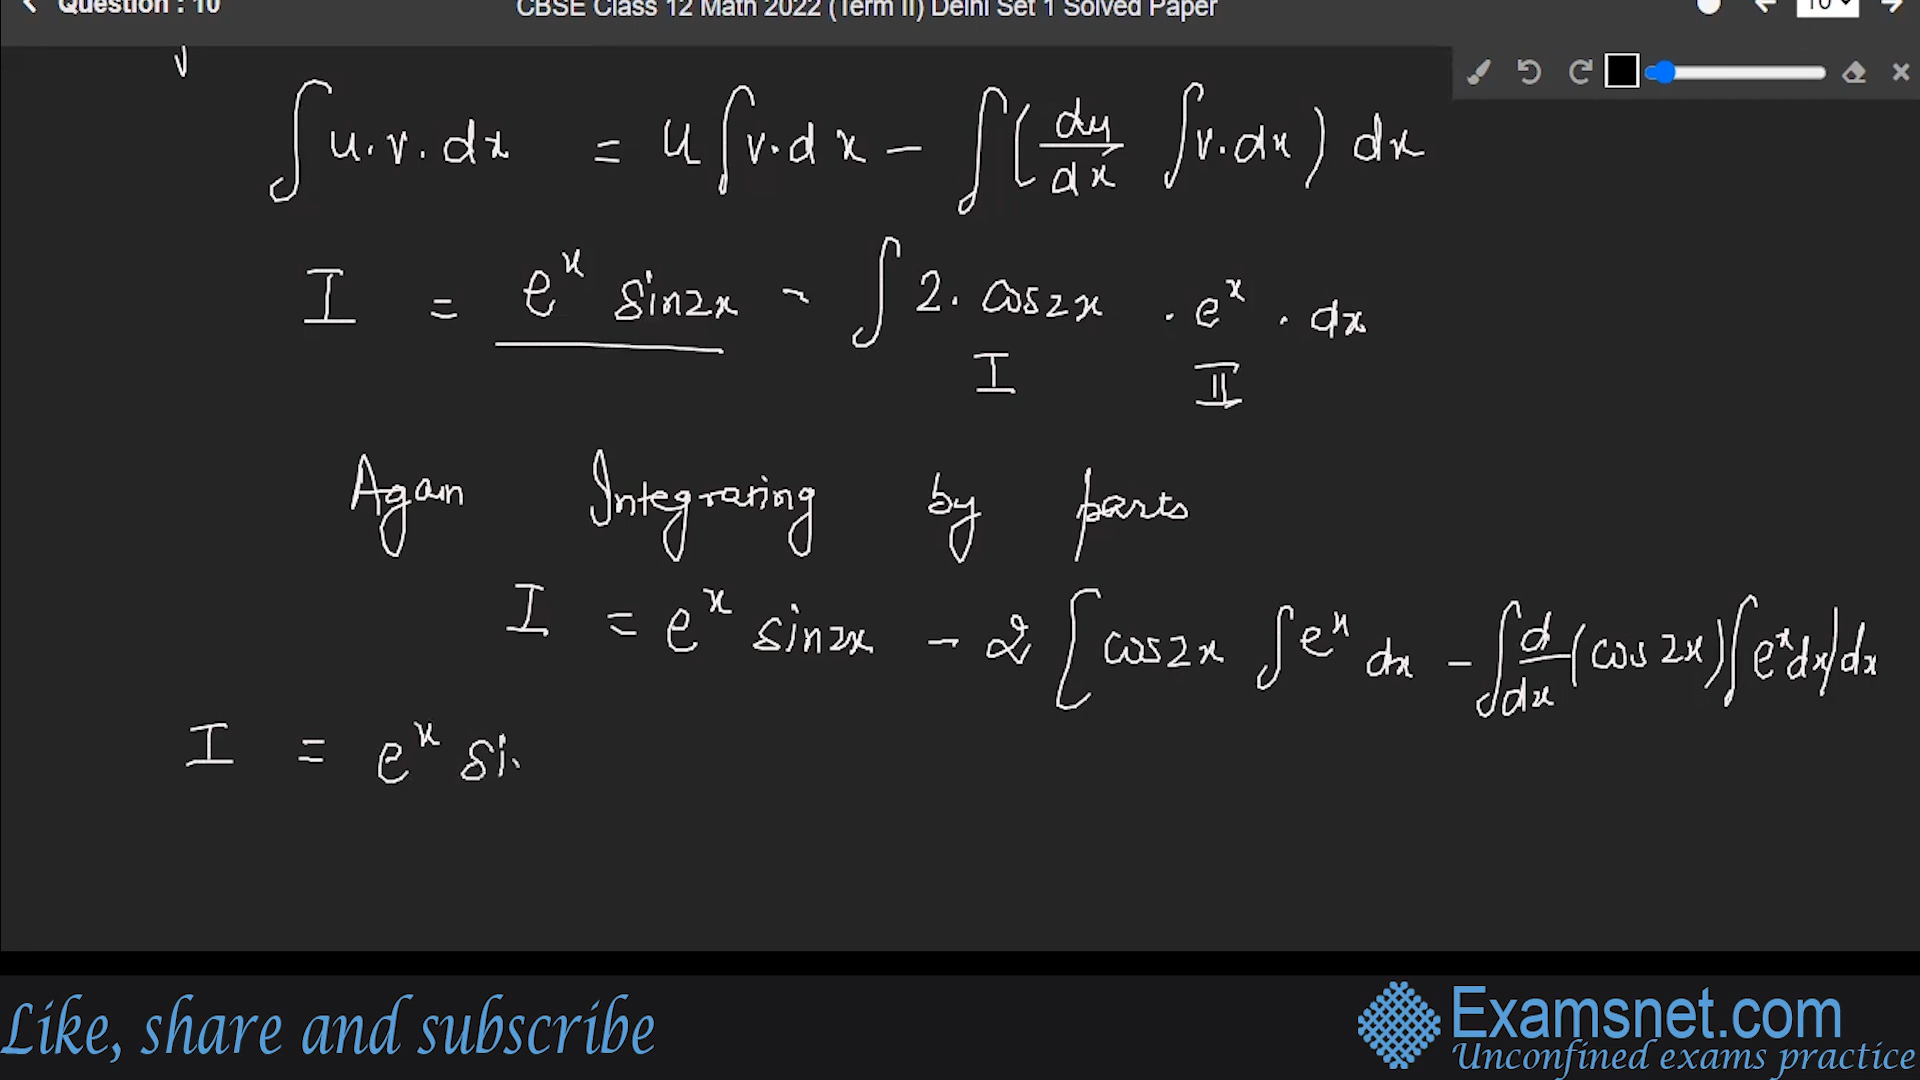 Question : 10
CBSE Class 12 Math 2022 (Term II) Delhi Set 1 Solved Paper
10
∫ u.v.dx = u ∫ v.dx - ∫ ( du/dx ∫ v.dx ) dx
I = e^x sin2x - ∫ 2. cos2x . e^x . dx
I II
Again Integrating by parts
I = e^x sin2x - 2 [ cos2x ∫ e^x dx - ∫ d/dx (cos 2x) ∫ e^x dx) dx
I = e^x si
Like, share and subscribe
Examsnet.com
Unconfined exams practice